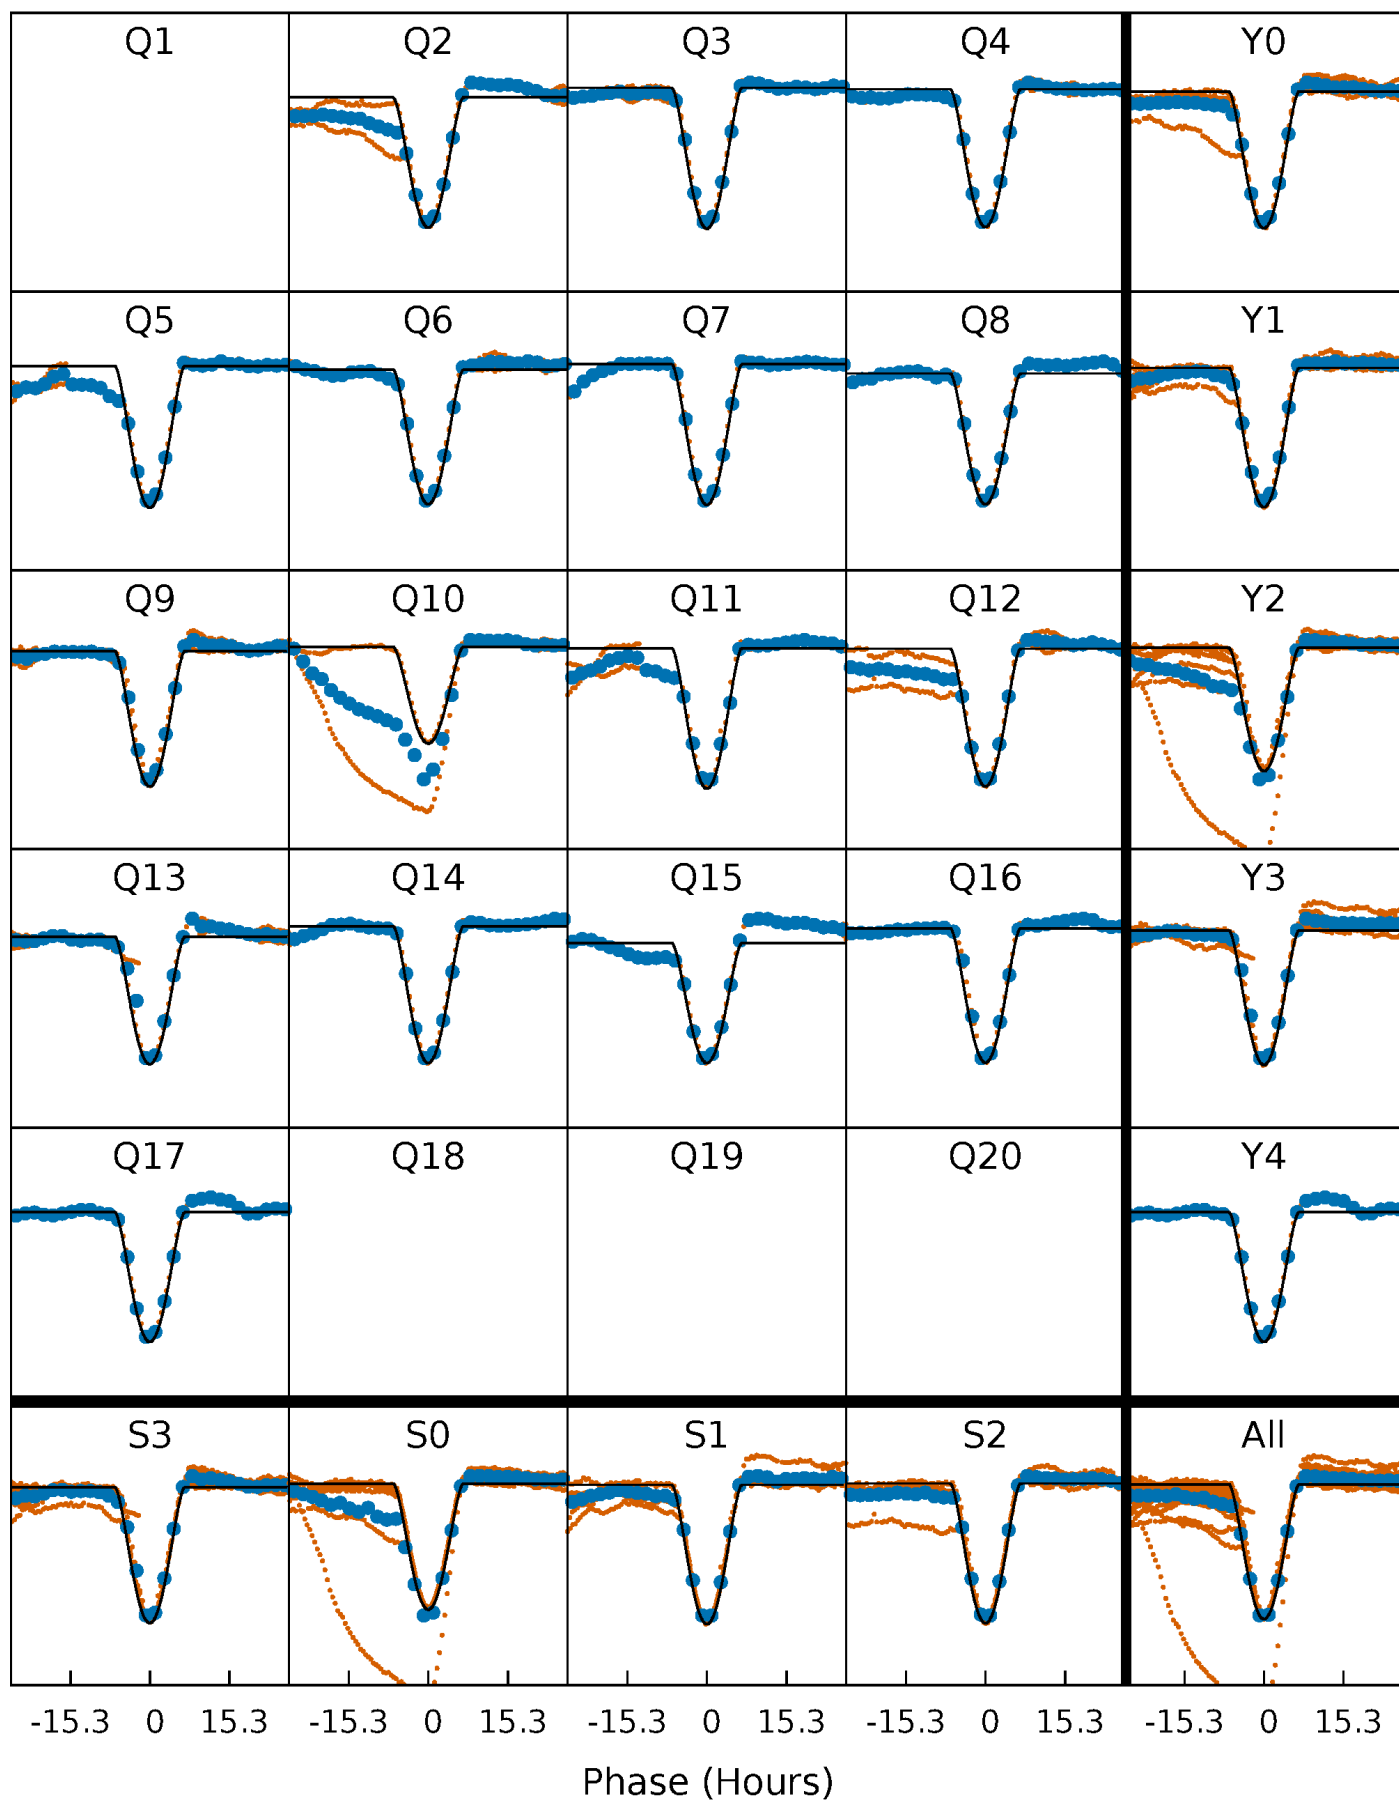 Q1 Q2 Q3 Q4 Y0
Q5 Q6 Q7 Q8 Y1
Q9 Q10 Q11 Q12 Y2
Q13 Q14 Q15 Q16 Y3
Q17 Q18 Q19 Q20 Y4
S3 S0 S1 S2 All
-15.3 0 15.3 -15.3 0 15.3 -15.3 0 15.3 -15.3 0 15.3 -15.3 0 15.3
Phase (Hours)